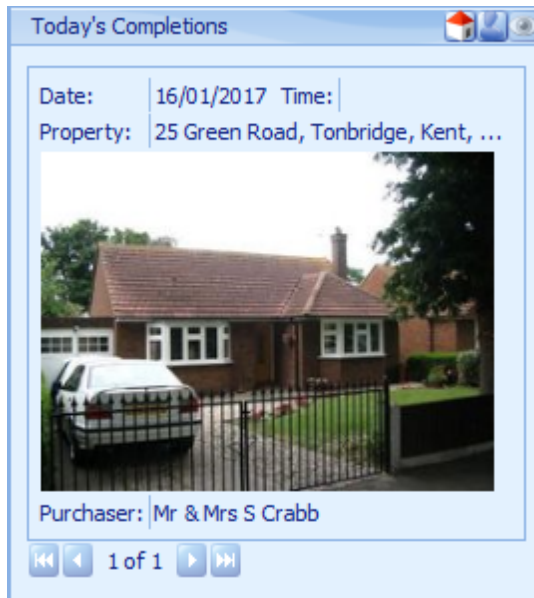 Today's Completions
Date: 16/01/2017 Time:
Property: 25 Green Road, Tonbridge, Kent, ...
Purchaser: Mr & Mrs S Crabb
1 of 1